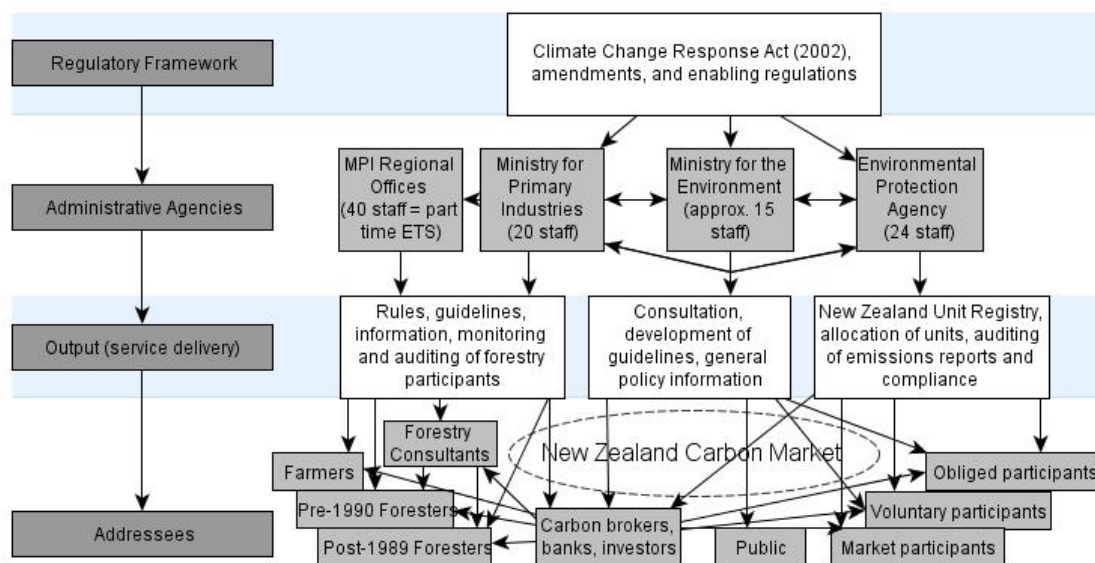 Regulatory Framework
Climate Change Response Act (2002),
amendments, and enabling regulations
Administrative Agencies
MPI Regional
Offices
(40 staff = part
time ETS)
Ministry for
Primary
Industries
(20 staff)
Ministry for the
Environment
(approx. 15
staff)
Environmental
Protection
Agency
(24 staff)
Output (service delivery)
Rules, guidelines,
information, monitoring
and auditing of forestry
participants
Consultation,
development of
guidelines, general
policy information
New Zealand Unit Registry,
allocation of units, auditing
of emissions reports and
compliance
New Zealand Carbon Market
Addressees
Forestry
Consultants
Farmers
Pre-1990 Foresters
Post-1989 Foresters
Carbon brokers,
banks, investors
Public
Obliged participants
Voluntary participants
Market participants